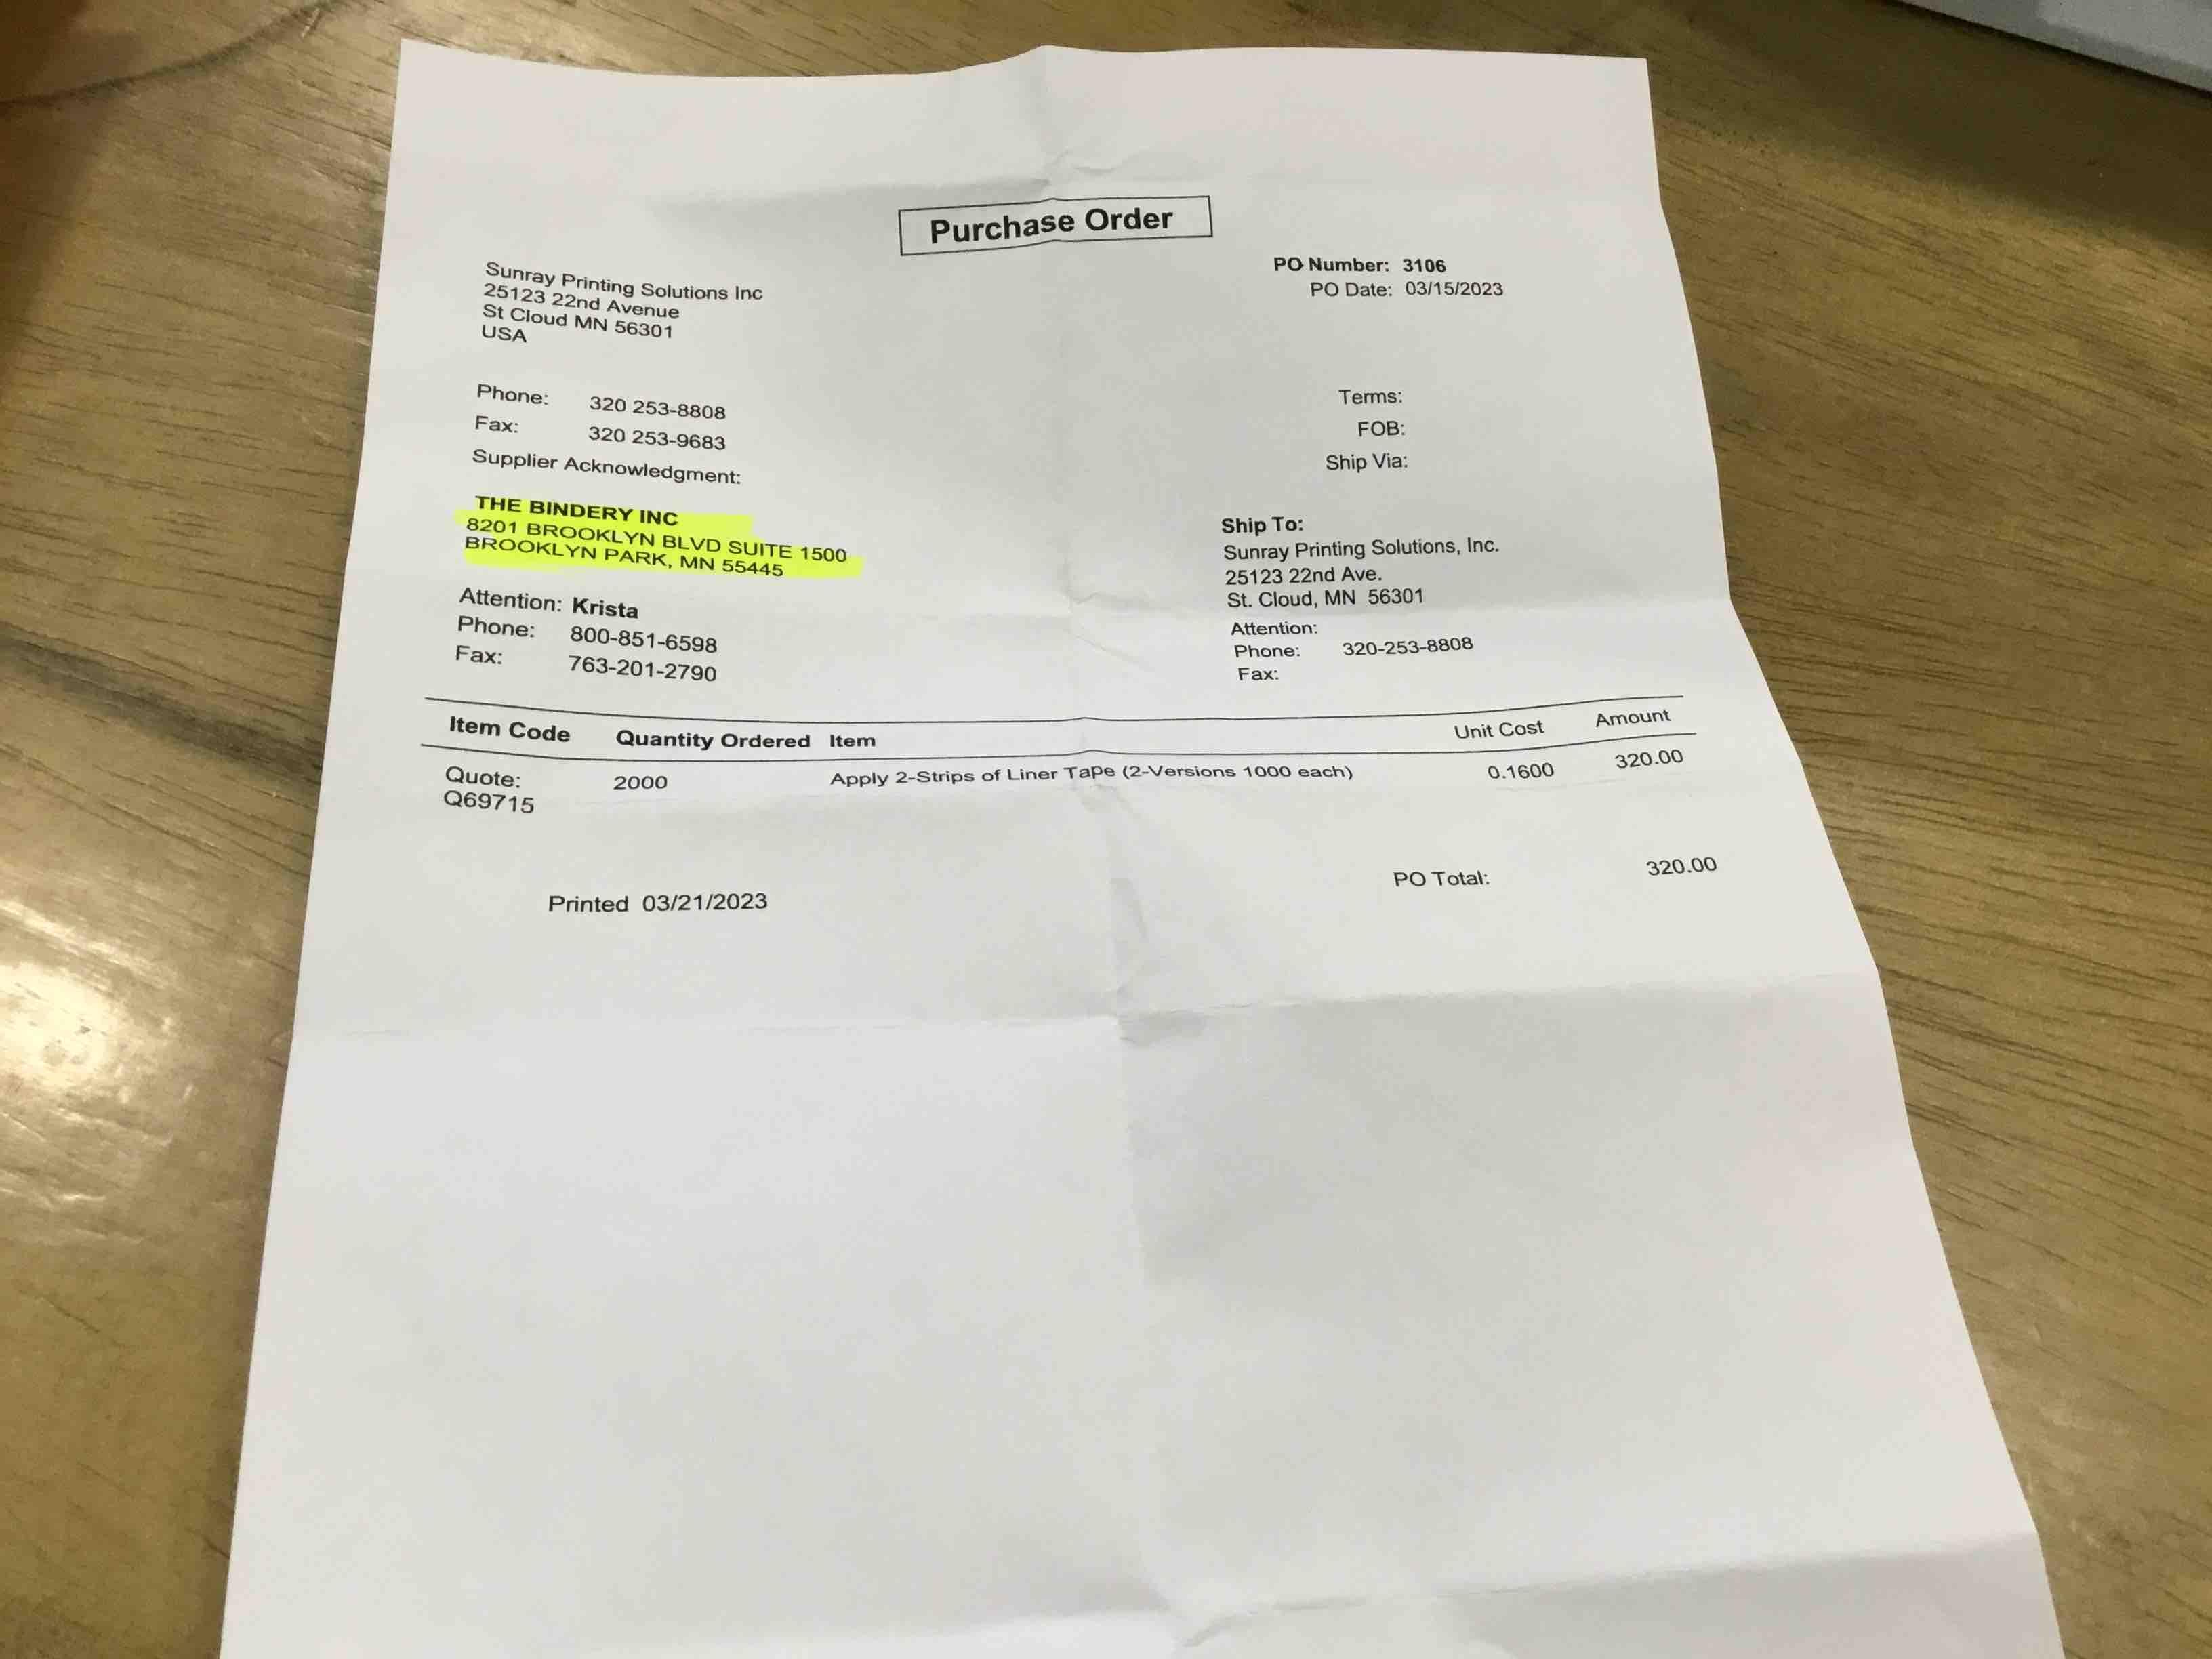 Purchase Order
Sunray Printing Solutions Inc
25123 22nd Avenue
St Cloud MN 56301
USA
PO Number: 3106
PO Date: 03/15/2023
Phone: 320 253-8808
Fax: 320 253-9683
Supplier Acknowledgment:
Terms:
FOB:
Ship Via:
THE BINDERY INC
8201 BROOKLYN BLVD SUITE 1500
BROOKLYN PARK, MN 55445
Attention: Krista
Phone: 800-851-6598
Fax: 763-201-2790
Ship To:
Sunray Printing Solutions, Inc.
25123 22nd Ave.
St. Cloud, MN 56301
Attention:
Phone: 320-253-8808
Fax:
Item Code Quantity Ordered Item Unit Cost Amount
Quote: 2000 Apply 2-Strips of Liner Tape (2-Versions 1000 each) 0.1600 320.00
Q69715
PO Total: 320.00
Printed 03/21/2023